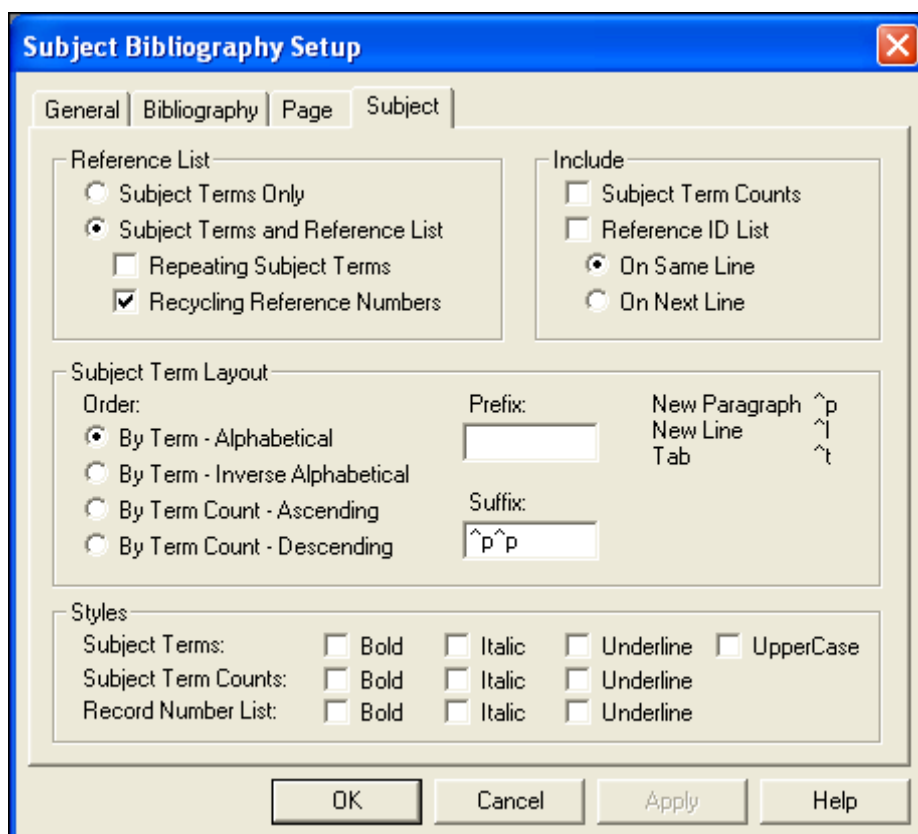 Subject Bibliography Setup
General Bibliography Page Subject
Reference List
Subject Terms Only
Subject Terms and Reference List
Repeating Subject Terms
Recycling Reference Numbers
Include
Subject Term Counts
Reference ID List
On Same Line
On Next Line
Subject Term Layout
Order:
By Term - Alphabetical
By Term - Inverse Alphabetical
By Term Count - Ascending
By Term Count - Descending
Prefix:
Suffix:
^p^p
New Paragraph ^p
New Line ^l
Tab ^t
Styles
Subject Terms: Bold Italic Underline UpperCase
Subject Term Counts: Bold Italic Underline
Record Number List: Bold Italic Underline
OK Cancel Apply Help